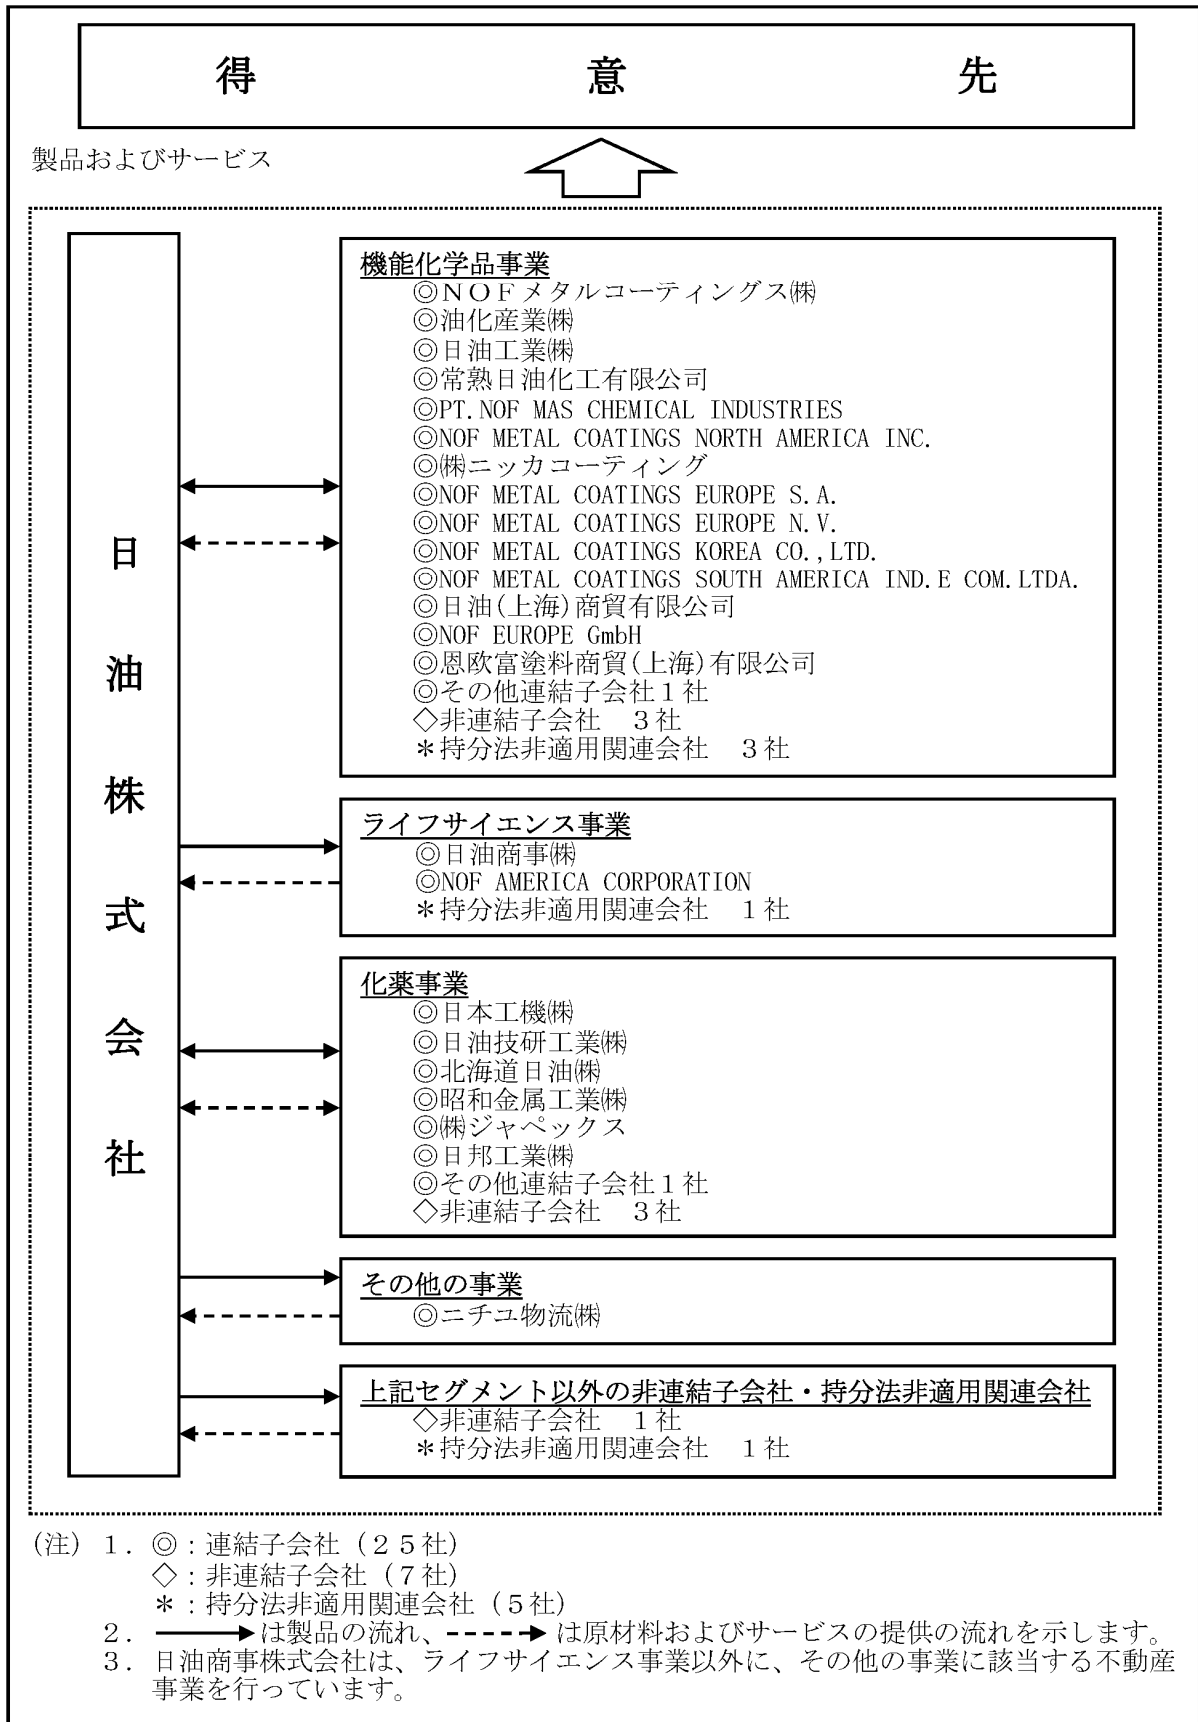 得意先
製品およびサービス
日油株式会社
機能化学品事業
◎ＮＯＦメタルコーティングス㈱
◎油化産業㈱
◎日油工業㈱
◎常熟日油化工有限公司
◎PT.NOF MAS CHEMICAL INDUSTRIES
◎NOF METAL COATINGS NORTH AMERICA INC.
◎㈱ニッカコーティング
◎NOF METAL COATINGS EUROPE S.A.
◎NOF METAL COATINGS EUROPE N.V.
◎NOF METAL COATINGS KOREA CO.,LTD.
◎NOF METAL COATINGS SOUTH AMERICA IND.E COM.LTDA.
◎日油(上海)商貿有限公司
◎NOF EUROPE GmbH
◎恩欧富塗料商貿(上海)有限公司
◎その他連結子会社１社
◇非連結子会社　３社
＊持分法非適用関連会社　３社
ライフサイエンス事業
◎日油商事㈱
◎NOF AMERICA CORPORATION
＊持分法非適用関連会社　１社
化薬事業
◎日本工機㈱
◎日油技研工業㈱
◎北海道日油㈱
◎昭和金属工業㈱
◎㈱ジャペックス
◎日邦工業㈱
◎その他連結子会社１社
◇非連結子会社　３社
その他の事業
◎ニチユ物流㈱
上記セグメント以外の非連結子会社・持分法非適用関連会社
◇非連結子会社　１社
＊持分法非適用関連会社　１社
(注) １．◎：連結子会社（２５社）
◇：非連結子会社（７社）
＊：持分法非適用関連会社（５社）
２．──→は製品の流れ、----→は原材料およびサービスの提供の流れを示します。
３．日油商事株式会社は、ライフサイエンス事業以外に、その他の事業に該当する不動産
事業を行っています。